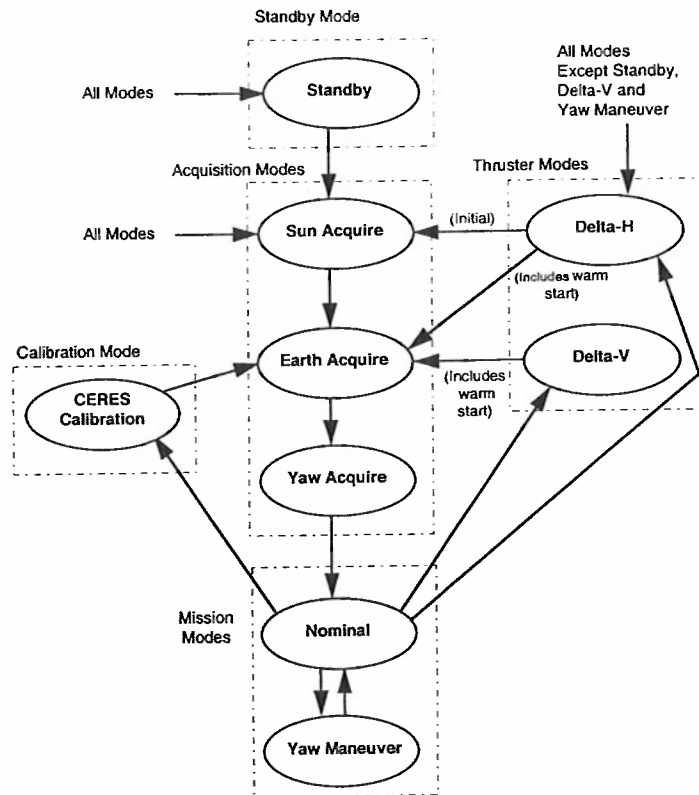 Standby Mode
All Modes
Standby
All Modes
Except Standby,
Delta-V and
Yaw Maneuver
Acquisition Modes
Thruster Modes
All Modes
Sun Acquire
(Initial)
Delta-H
(Includes warm
start)
Calibration Mode
Earth Acquire
Delta-V
(Includes
warm
start)
CERES
Calibration
Yaw Acquire
Mission
Modes
Nominal
Yaw Maneuver